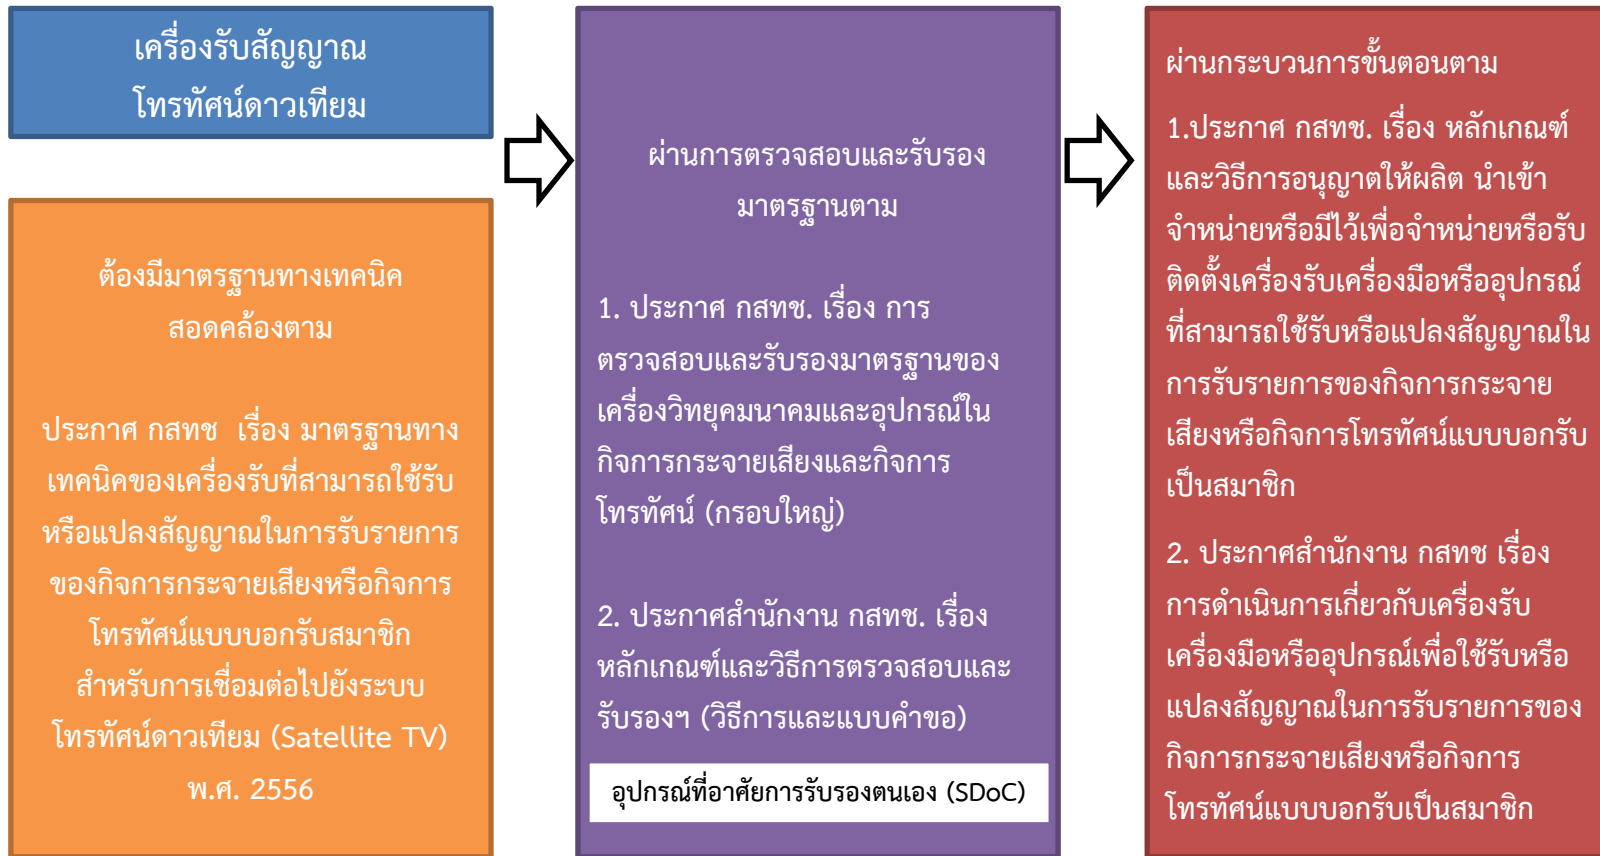 เครื่องรับสัญญาณ
โทรทัศน์ดาวเทียม
ต้องมีมาตรฐานทางเทคนิค
สอดคล้องตาม
ประกาศ กสทช  เรื่อง มาตรฐานทาง
เทคนิคของเครื่องรับที่สามารถใช้รับ
หรือแปลงสัญญาณในการรับรายการ
ของกิจการกระจายเสียงหรือกิจการ
โทรทัศน์แบบบอกรับสมาชิก
สำหรับการเชื่อมต่อไปยังระบบ
โทรทัศน์ดาวเทียม (Satellite TV)
พ.ศ. 2556
ผ่านการตรวจสอบและรับรอง
มาตรฐานตาม
1. ประกาศ กสทช. เรื่อง การ
ตรวจสอบและรับรองมาตรฐานของ
เครื่องวิทยุคมนาคมและอุปกรณ์ใน
กิจการกระจายเสียงและกิจการ
โทรทัศน์ (กรอบใหญ่)
2. ประกาศสำนักงาน กสทช. เรื่อง
หลักเกณฑ์และวิธีการตรวจสอบและ
รับรองฯ (วิธีการและแบบคำขอ)
อุปกรณ์ที่อาศัยการรับรองตนเอง (SDoC)
ผ่านกระบวนการขั้นตอนตาม
1.ประกาศ กสทช. เรื่อง หลักเกณฑ์
และวิธีการอนุญาตให้ผลิต นำเข้า
จำหน่ายหรือมีไว้เพื่อจำหน่ายหรือรับ
ติดตั้งเครื่องรับเครื่องมือหรืออุปกรณ์
ที่สามารถใช้รับหรือแปลงสัญญาณใน
การรับรายการของกิจการกระจาย
เสียงหรือกิจการโทรทัศน์แบบบอกรับ
เป็นสมาชิก
2. ประกาศสำนักงาน กสทช เรื่อง
การดำเนินการเกี่ยวกับเครื่องรับ
เครื่องมือหรืออุปกรณ์เพื่อใช้รับหรือ
แปลงสัญญาณในการรับรายการของ
กิจการกระจายเสียงหรือกิจการ
โทรทัศน์แบบบอกรับเป็นสมาชิก